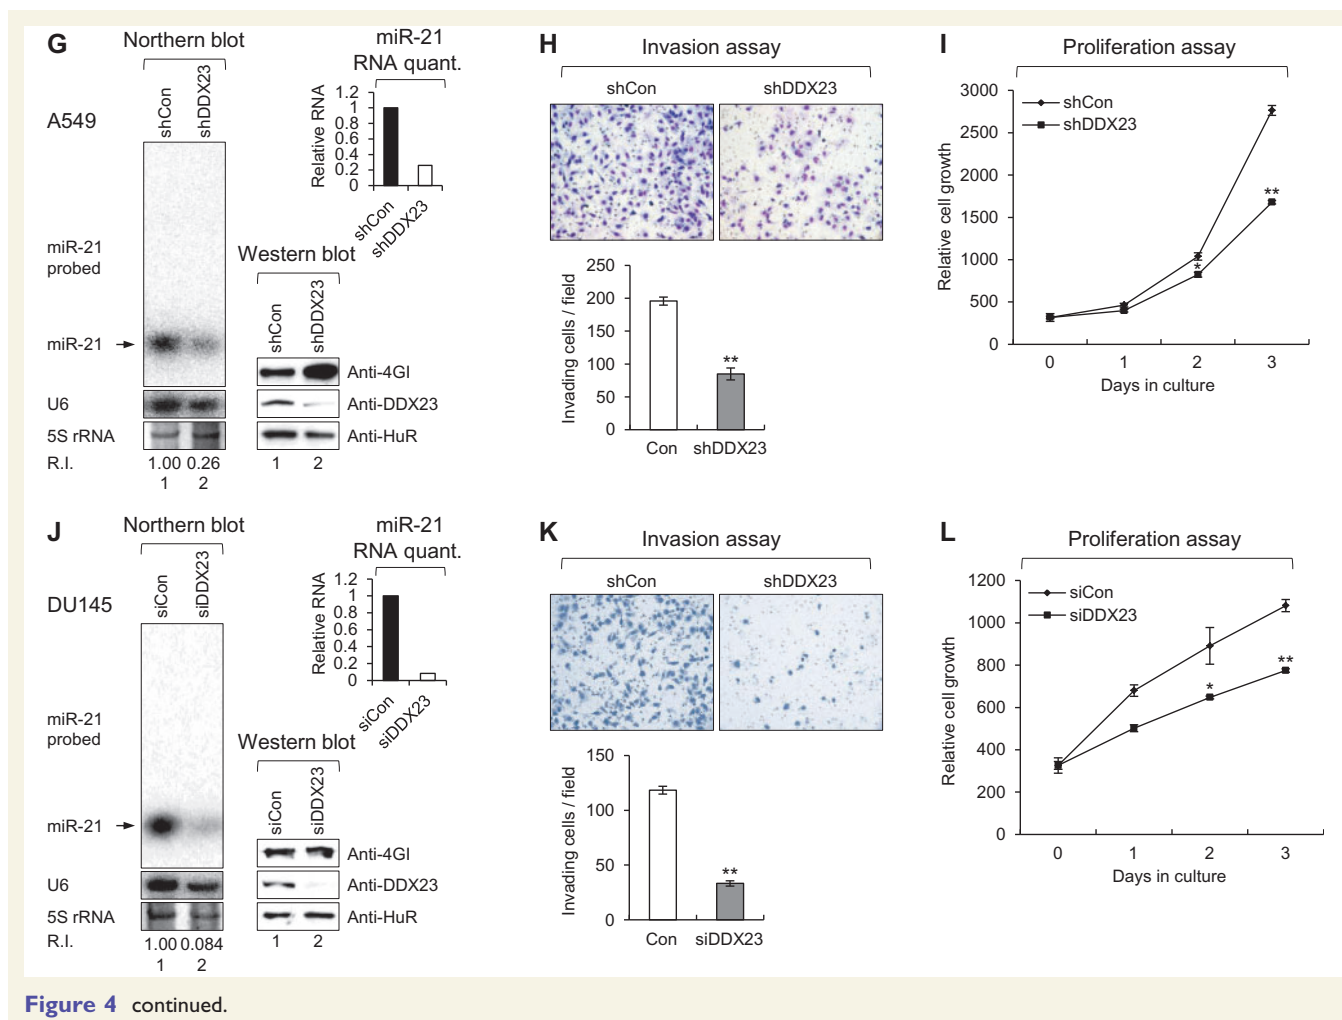 G
Northern blot
miR-21
RNA quant.
A549
shCon
shDDX23
Relative RNA
1.2
1
0.8
0.6
0.4
0.2
0
shCon
shDDX23
miR-21
probed
miR-21
U6
5S rRNA
R.I.
1.00 0.26
1 2
Western blot
shCon
shDDX23
Anti-4GI
Anti-DDX23
Anti-HuR
1 2
H
Invasion assay
shCon shDDX23
Invading cells / field
250
200
150
100
50
0
**
Con shDDX23
I
Proliferation assay
shCon
shDDX23
Relative cell growth
3000
2500
2000
1500
1000
500
0
*
**
0 1 2 3
Days in culture
J
Northern blot
miR-21
RNA quant.
DU145
siCon
siDDX23
Relative RNA
1.2
1
0.8
0.6
0.4
0.2
0
siCon
siDDX23
miR-21
probed
miR-21
U6
5S rRNA
R.I.
1.00 0.084
1 2
Western blot
siCon
siDDX23
Anti-4GI
Anti-DDX23
Anti-HuR
1 2
K
Invasion assay
shCon shDDX23
Invading cells / field
150
100
50
0
**
Con siDDX23
L
Proliferation assay
siCon
siDDX23
Relative cell growth
1200
1000
800
600
400
200
0
*
**
0 1 2 3
Days in culture
Figure 4 continued.